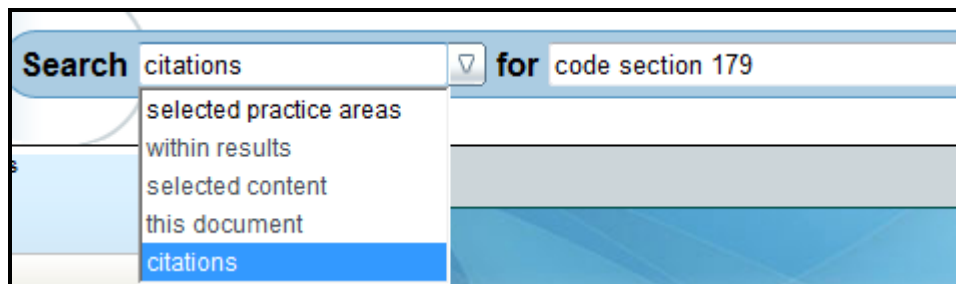 Search citations for code section 179
selected practice areas
within results
selected content
this document
citations
s